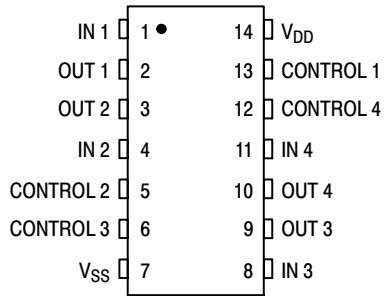 IN 1 1 14 V_DD
OUT 1 2 13 CONTROL 1
OUT 2 3 12 CONTROL 4
IN 2 4 11 IN 4
CONTROL 2 5 10 OUT 4
CONTROL 3 6 9 OUT 3
V_SS 7 8 IN 3